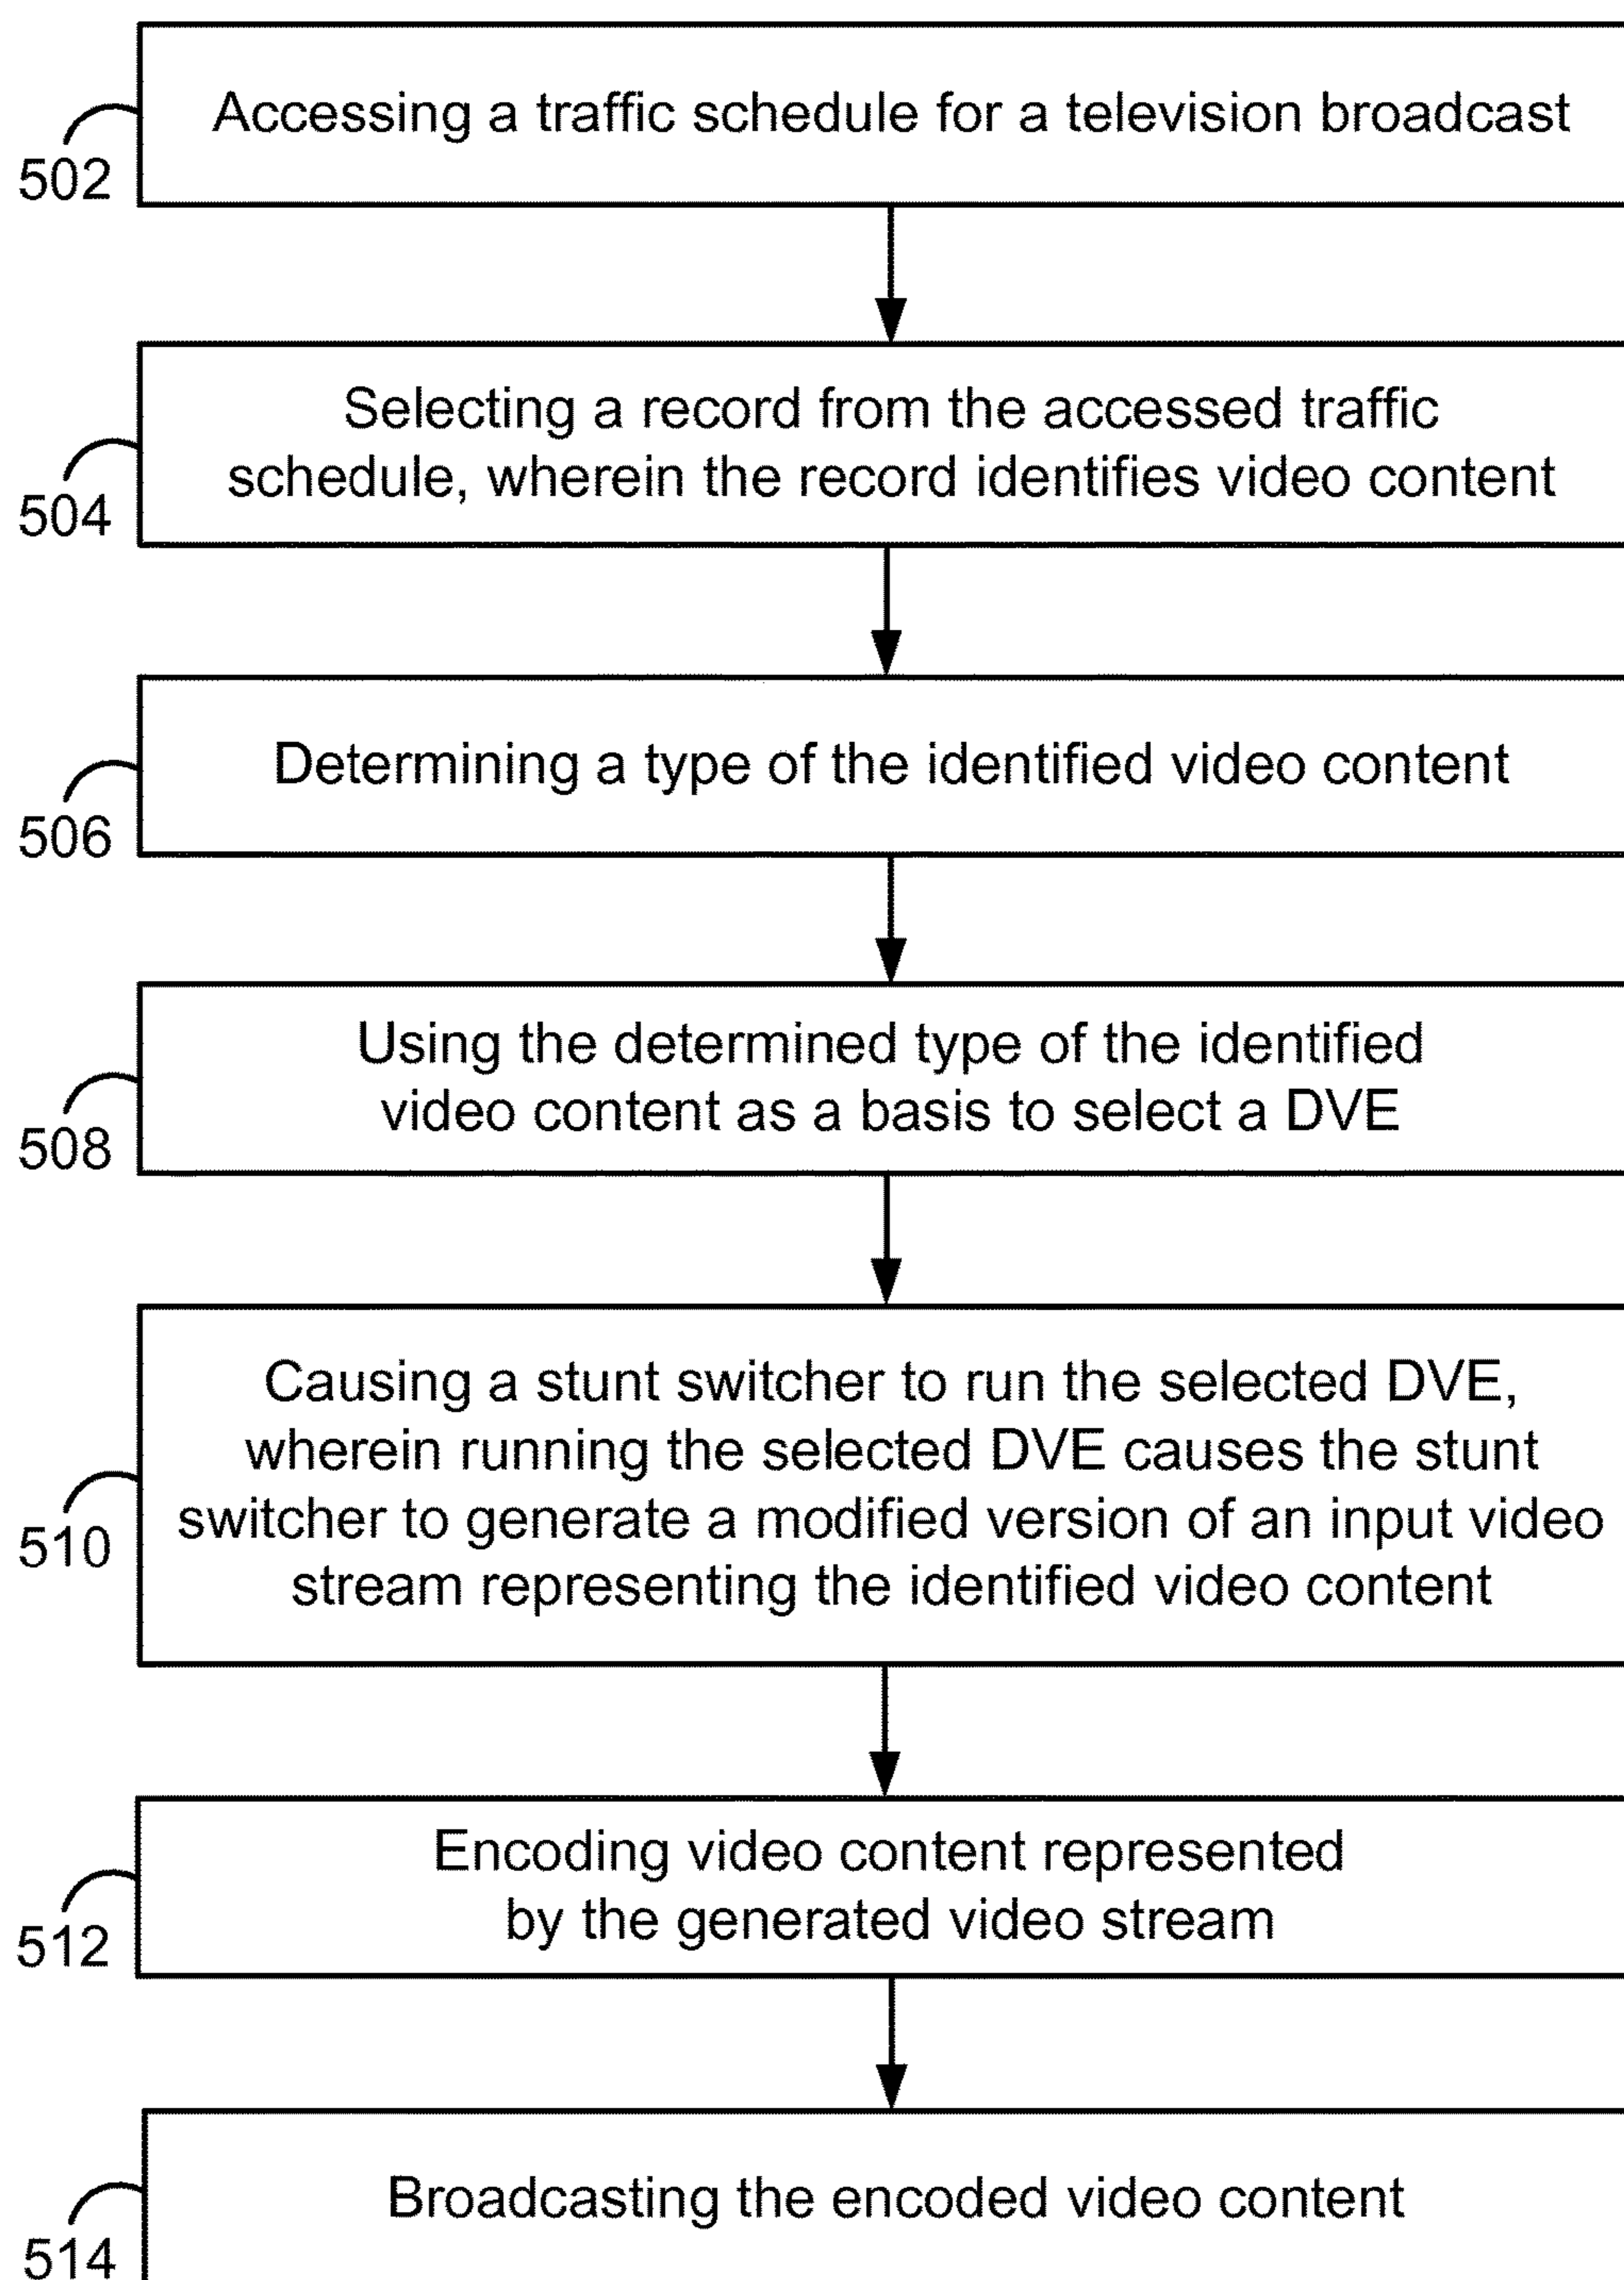 Accessing a traffic schedule for a television broadcast
502
Selecting a record from the accessed traffic
schedule, wherein the record identifies video content
504
Determining a type of the identified video content
506
Using the determined type of the identified
video content as a basis to select a DVE
508
Causing a stunt switcher to run the selected DVE,
wherein running the selected DVE causes the stunt
switcher to generate a modified version of an input video
stream representing the identified video content
510
Encoding video content represented
by the generated video stream
512
Broadcasting the encoded video content
514